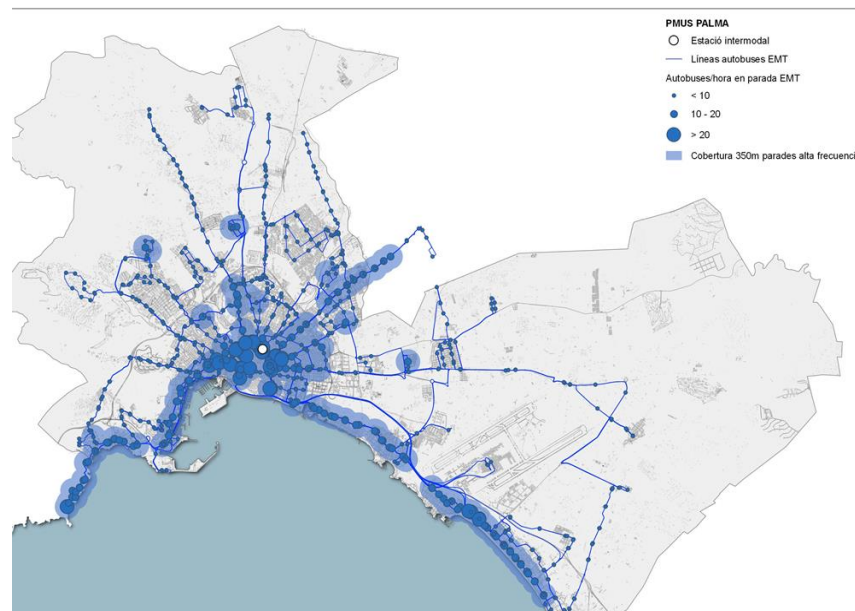 PMUS PALMA
Estació intermodal
Líneas autobuses EMT
Autobuses/hora en parada EMT
< 10
10 - 20
> 20
Cobertura 350m parades alta frecuenci